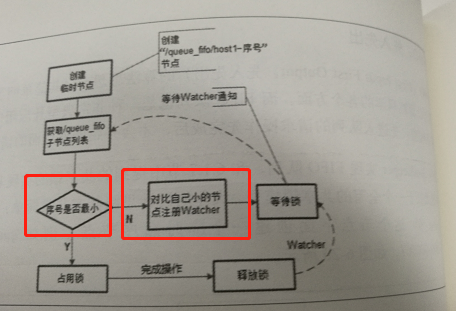 创建
“/queue_fifo/host1-序号”
节点
创建
临时节点
等待Watcher通知
获取/queue_fifo
子节点列表
序号是否最小
N
对比自己小的节
点注册Watcher
等待锁
Y
Watcher
占用锁
完成操作
释放锁